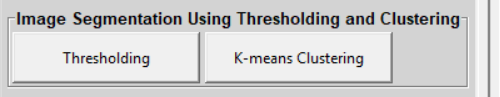 Image Segmentation Using Thresholding and Clustering
Thresholding
K-means Clustering